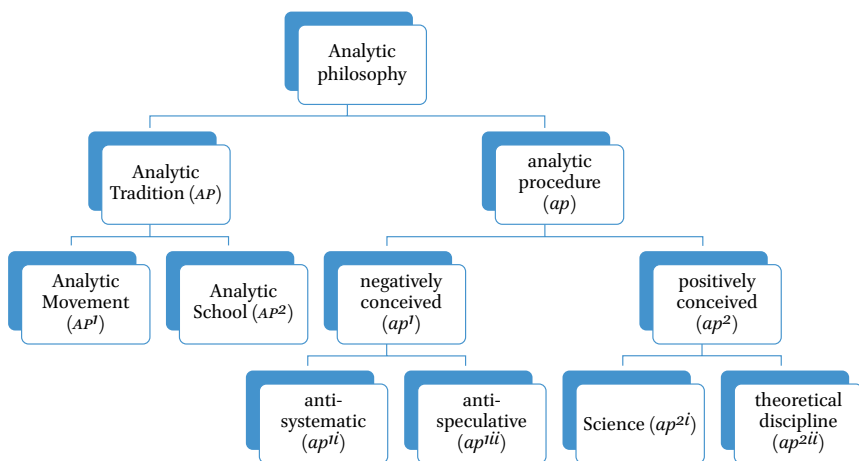 Analytic
philosophy
Analytic
Tradition (AP)
analytic
procedure
(ap)
Analytic
Movement
(AP¹)
Analytic
School (AP²)
negatively
conceived
(ap¹)
positively
conceived
(ap²)
anti-
systematic
(ap¹ⁱ)
anti-
speculative
(ap¹ⁱⁱ)
Science (ap²ⁱ)
theoretical
discipline
(ap²ⁱⁱ)